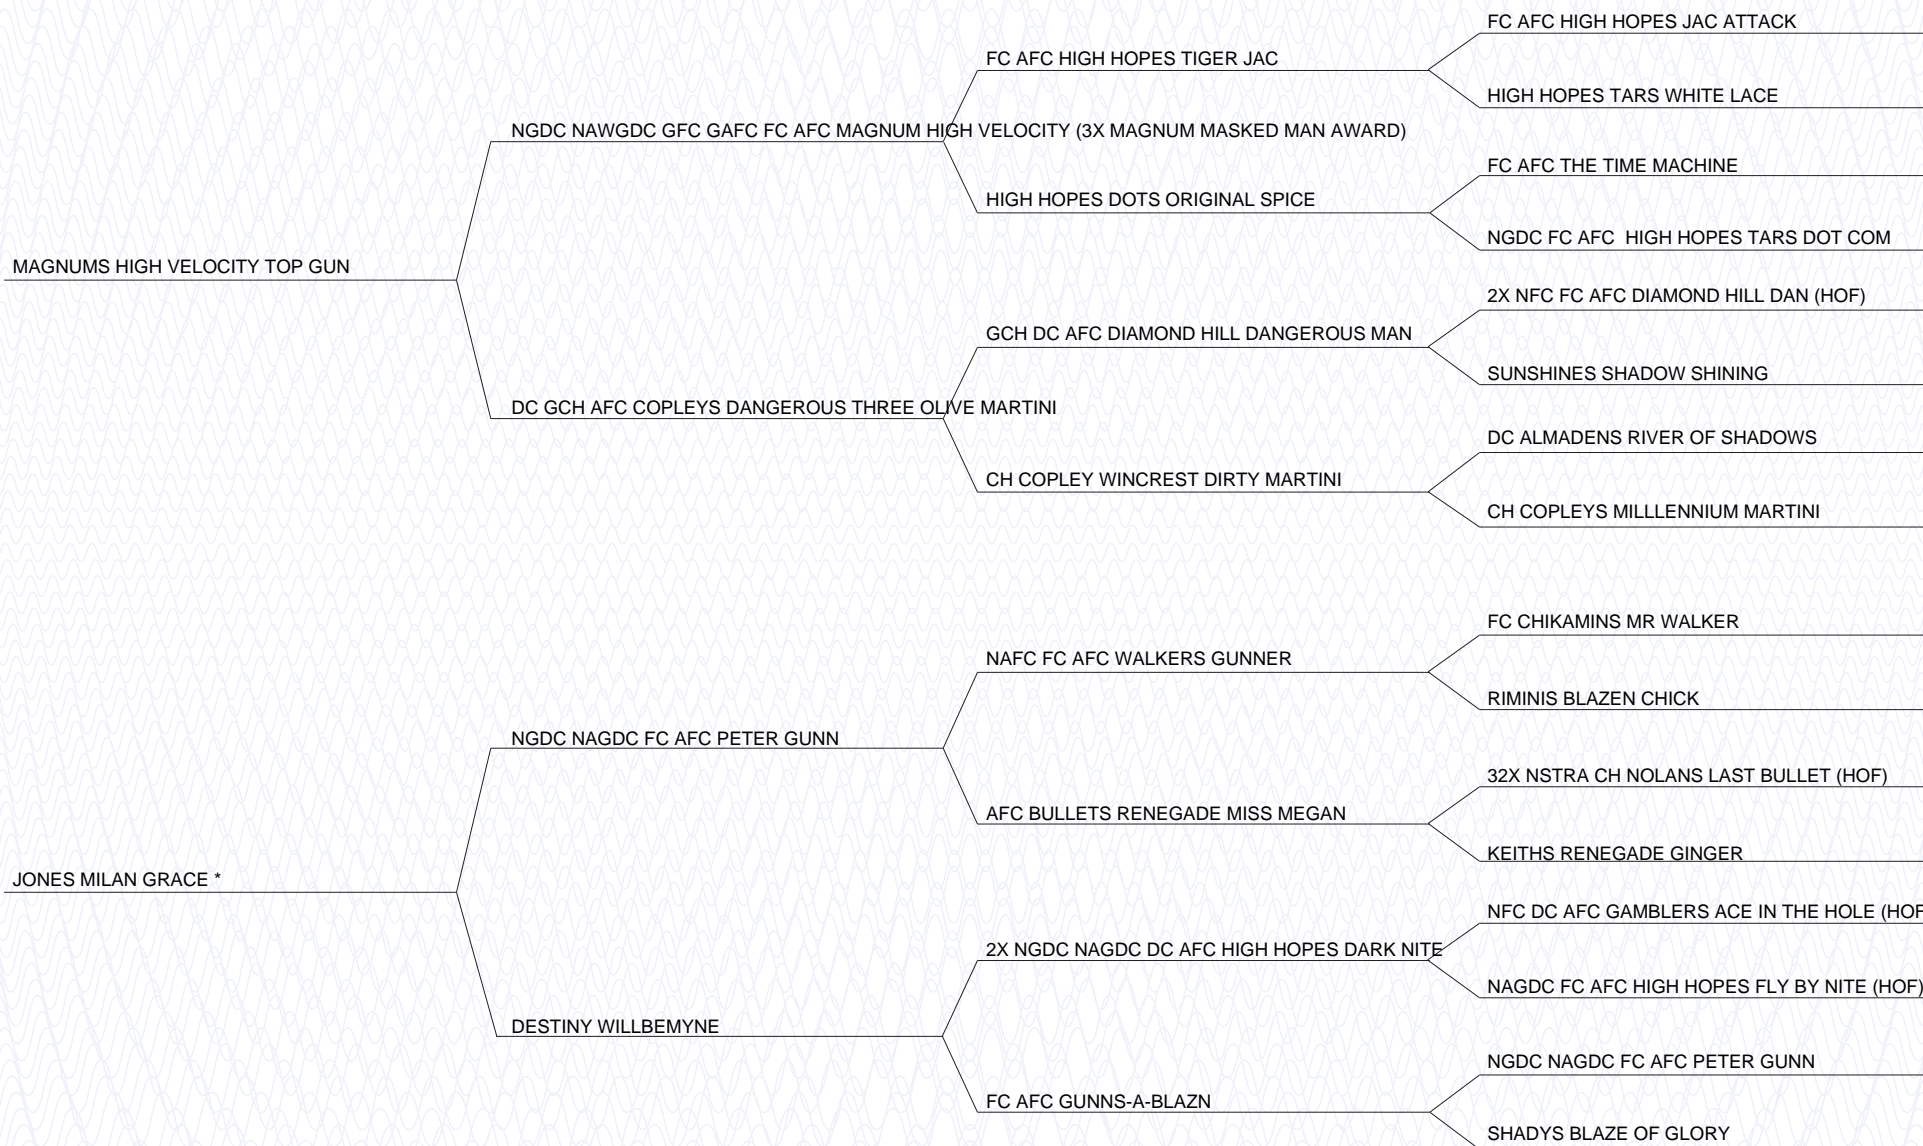 FC AFC HIGH HOPES JAC ATTACK
FC AFC HIGH HOPES TIGER JAC
HIGH HOPES TARS WHITE LACE
NGDC NAWGDC GFC GAFC FC AFC MAGNUM HIGH VELOCITY (3X MAGNUM MASKED MAN AWARD)
FC AFC THE TIME MACHINE
HIGH HOPES DOTS ORIGINAL SPICE
NGDC FC AFC  HIGH HOPES TARS DOT COM
MAGNUMS HIGH VELOCITY TOP GUN
2X NFC FC AFC DIAMOND HILL DAN (HOF)
GCH DC AFC DIAMOND HILL DANGEROUS MAN
SUNSHINES SHADOW SHINING
DC GCH AFC COPLEYS DANGEROUS THREE OLIVE MARTINI
DC ALMADENS RIVER OF SHADOWS
CH COPLEY WINCREST DIRTY MARTINI
CH COPLEYS MILLLENNIUM MARTINI
FC CHIKAMINS MR WALKER
NAFC FC AFC WALKERS GUNNER
RIMINIS BLAZEN CHICK
NGDC NAGDC FC AFC PETER GUNN
32X NSTRA CH NOLANS LAST BULLET (HOF)
AFC BULLETS RENEGADE MISS MEGAN
KEITHS RENEGADE GINGER
JONES MILAN GRACE *
NFC DC AFC GAMBLERS ACE IN THE HOLE (HOF
2X NGDC NAGDC DC AFC HIGH HOPES DARK NITE
NAGDC FC AFC HIGH HOPES FLY BY NITE (HOF)
DESTINY WILLBEMYNE
NGDC NAGDC FC AFC PETER GUNN
FC AFC GUNNS-A-BLAZN
SHADYS BLAZE OF GLORY